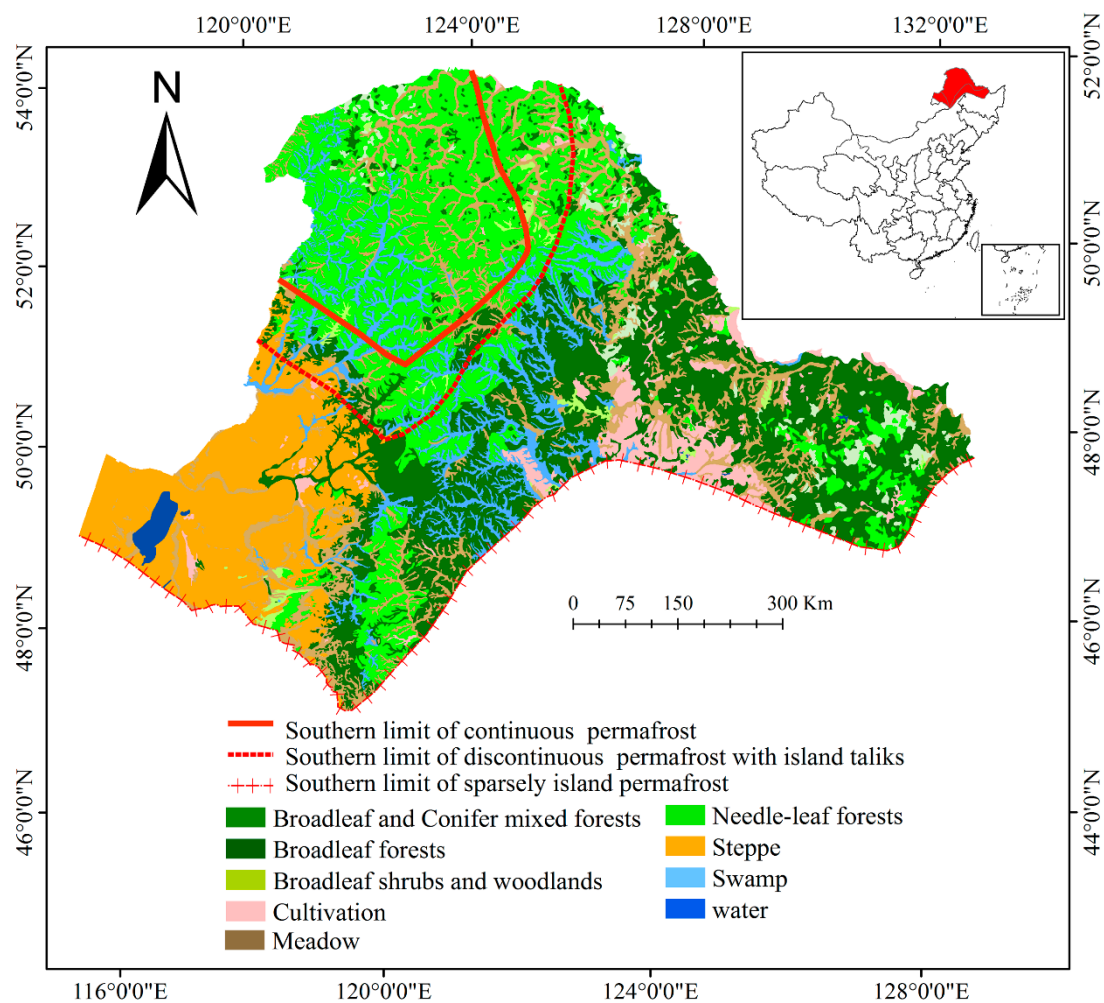 120°0'0"E 124°0'0"E 128°0'0"E 132°0'0"E
54°0'0"N
52°0'0"N
50°0'0"N
48°0'0"N
46°0'0"N
52°0'0"N
50°0'0"N
48°0'0"N
46°0'0"N
44°0'0"N
N
0 75 150 300 Km
Southern limit of continuous permafrost
Southern limit of discontinuous permafrost with island taliks
Southern limit of sparsely island permafrost
Broadleaf and Conifer mixed forests
Broadleaf forests
Broadleaf shrubs and woodlands
Cultivation
Meadow
Needle-leaf forests
Steppe
Swamp
water
116°0'0"E 120°0'0"E 124°0'0"E 128°0'0"E